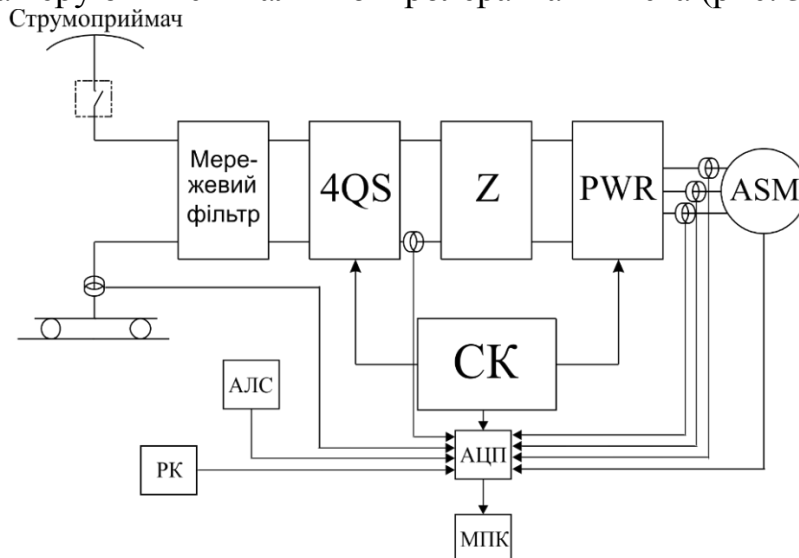 Струмоприймач
Мере-
жевий
фільтр
4QS
Z
PWR
ASM
СК
АЛС
РК
АЦП
МПК